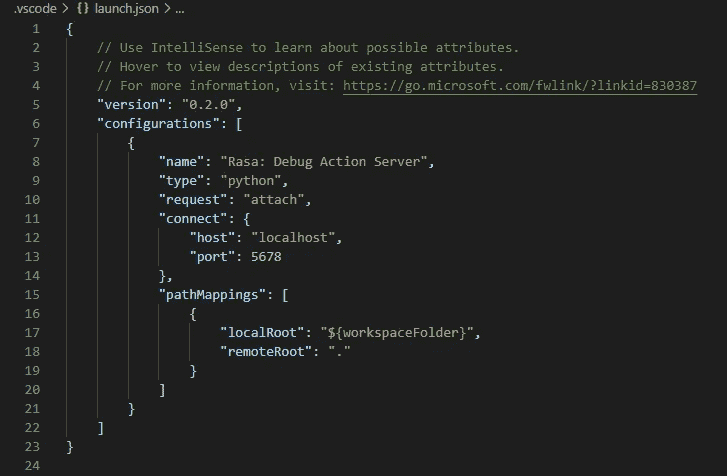 .vscode > {} launch.json > ...
1 {
2 // Use IntelliSense to learn about possible attributes.
3 // Hover to view descriptions of existing attributes.
4 // For more information, visit: https://go.microsoft.com/fwlink/?linkid=830387
5 "version": "0.2.0",
6 "configurations": [
7 {
8 "name": "Rasa: Debug Action Server",
9 "type": "python",
10 "request": "attach",
11 "connect": {
12 "host": "localhost",
13 "port": 5678
14 },
15 "pathMappings": [
16 {
17 "localRoot": "${workspaceFolder}",
18 "remoteRoot": "."
19 }
20 ]
21 }
22 ]
23 }
24